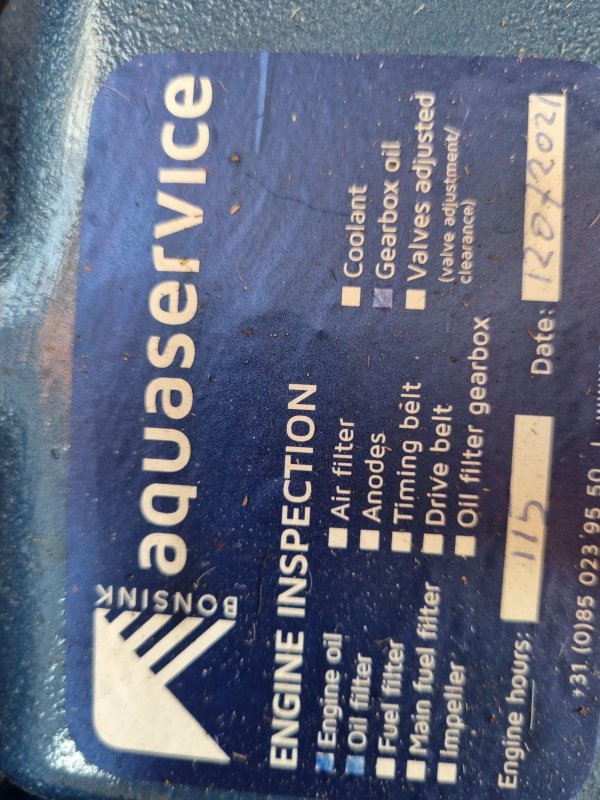 BONSINK
aquaservice
ENGINE INSPECTION
Engine oil
Oil filter
Fuel filter
Main fuel filter
Impeller
Air filter
Anodes
Timing belt
Drive belt
Oil filter gearbox
Coolant
Gearbox oil
Valves adjusted
(valve adjustment/
clearance)
Engine hours: 115
Date:
+31 (0)85 023 95 50 |